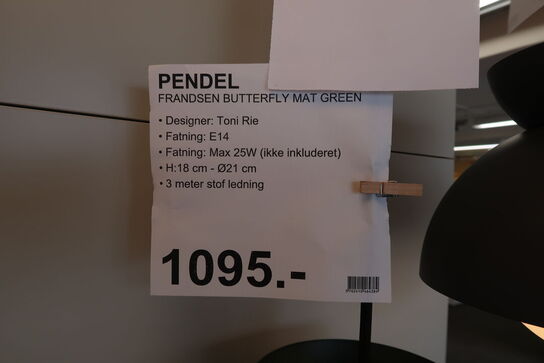 PENDEL
FRANDSEN BUTTERFLY MAT GREEN
• Designer: Toni Rie
• Fatning: E14
• Fatning: Max 25W (ikke inkluderet)
• H:18 cm - Ø21 cm
• 3 meter stof ledning
1095.-